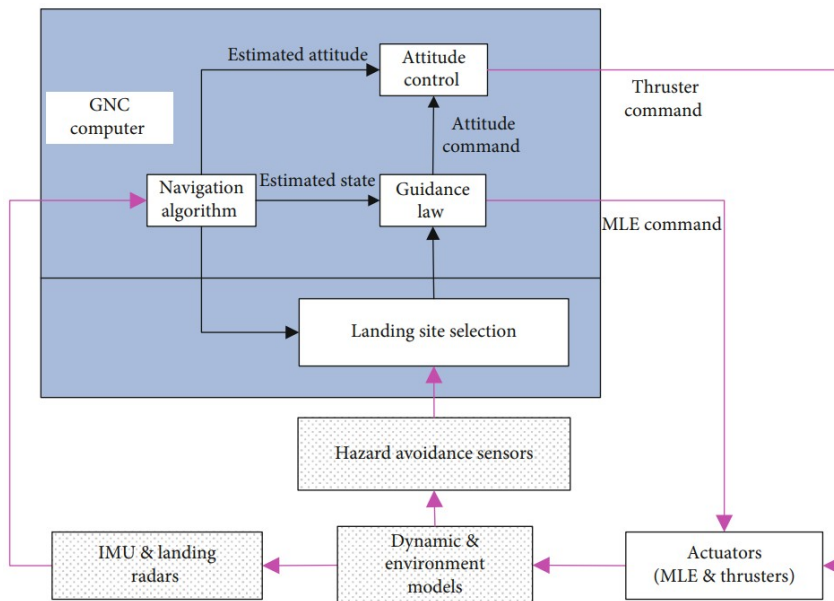 Estimated attitude
Attitude
control
Thruster
command
GNC
computer
Attitude
command
Navigation
algorithm
Estimated state
Guidance
law
MLE command
Landing site selection
Hazard avoidance sensors
IMU & landing
radars
Dynamic &
environment
models
Actuators
(MLE & thrusters)